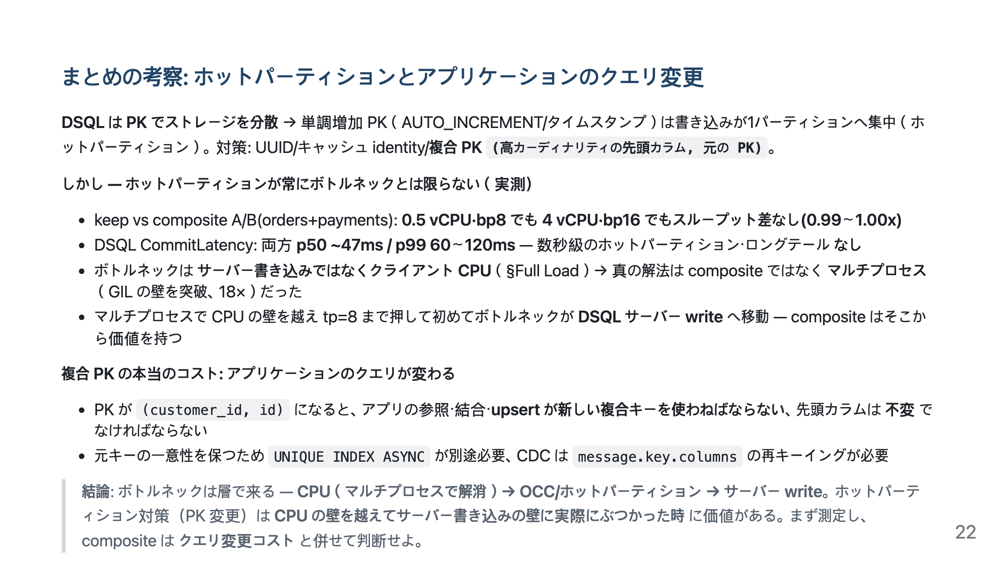 まとめの考察: ホットパーティションとアプリケーションのクエリ変更
DSQL は PK でストレージを分散 → 単調増加 PK ( AUTO_INCREMENT/タイムスタンプ ) は書き込みが1パーティションへ集中 ( ホ
ットパーティション )。対策: UUID/キャッシュ identity/複合 PK (高カーディナリティの先頭カラム, 元の PK)。
しかし — ホットパーティションが常にボトルネックとは限らない ( 実測)
• keep vs composite A/B(orders+payments): 0.5 vCPU·bp8 でも 4 vCPU·bp16 でもスループット差なし(0.99~1.00x)
• DSQL CommitLatency: 両方 p50 ~47ms / p99 60~120ms — 数秒級のホットパーティション·ロングテール なし
• ボトルネックは サーバー書き込みではなくクライアント CPU ( §Full Load ) → 真の解法は composite ではなく マルチプロセス
( GIL の壁を突破、18× ) だった
• マルチプロセスで CPU の壁を越え tp=8 まで押して初めてボトルネックが DSQL サーバー write へ移動 — composite はそこか
ら価値を持つ
複合 PK の本当のコスト: アプリケーションのクエリが変わる
• PK が (customer_id, id) になると、アプリの参照·結合·upsert が新しい複合キーを使わねばならない、先頭カラムは 不変 で
なければならない
• 元キーの一意性を保つため UNIQUE INDEX ASYNC が別途必要、CDC は message.key.columns の再キーイングが必要
結論: ボトルネックは層で来る — CPU ( マルチプロセスで解消 ) → OCC/ホットパーティション → サーバー write。ホットパーテ
ィション対策（PK 変更）は CPU の壁を越えてサーバー書き込みの壁に実際にぶつかった時 に価値がある。まず測定し、
composite は クエリ変更コスト と併せて判断せよ。
22